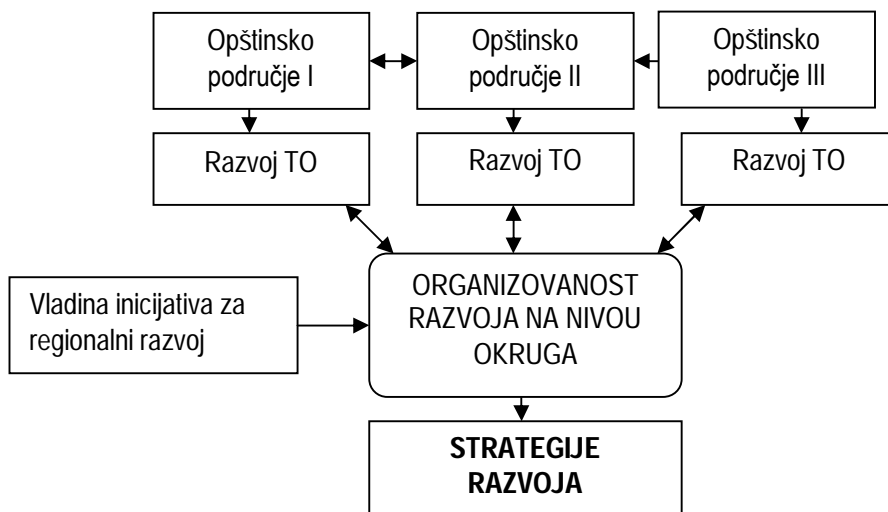 Opštinsko
područje I
Opštinsko
područje II
Opštinsko
područje III
Razvoj TO
Razvoj TO
Razvoj TO
Vladina inicijativa za
regionalni razvoj
ORGANIZOVANOST
RAZVOJA NA NIVOU
OKRUGA
STRATEGIJE
RAZVOJA